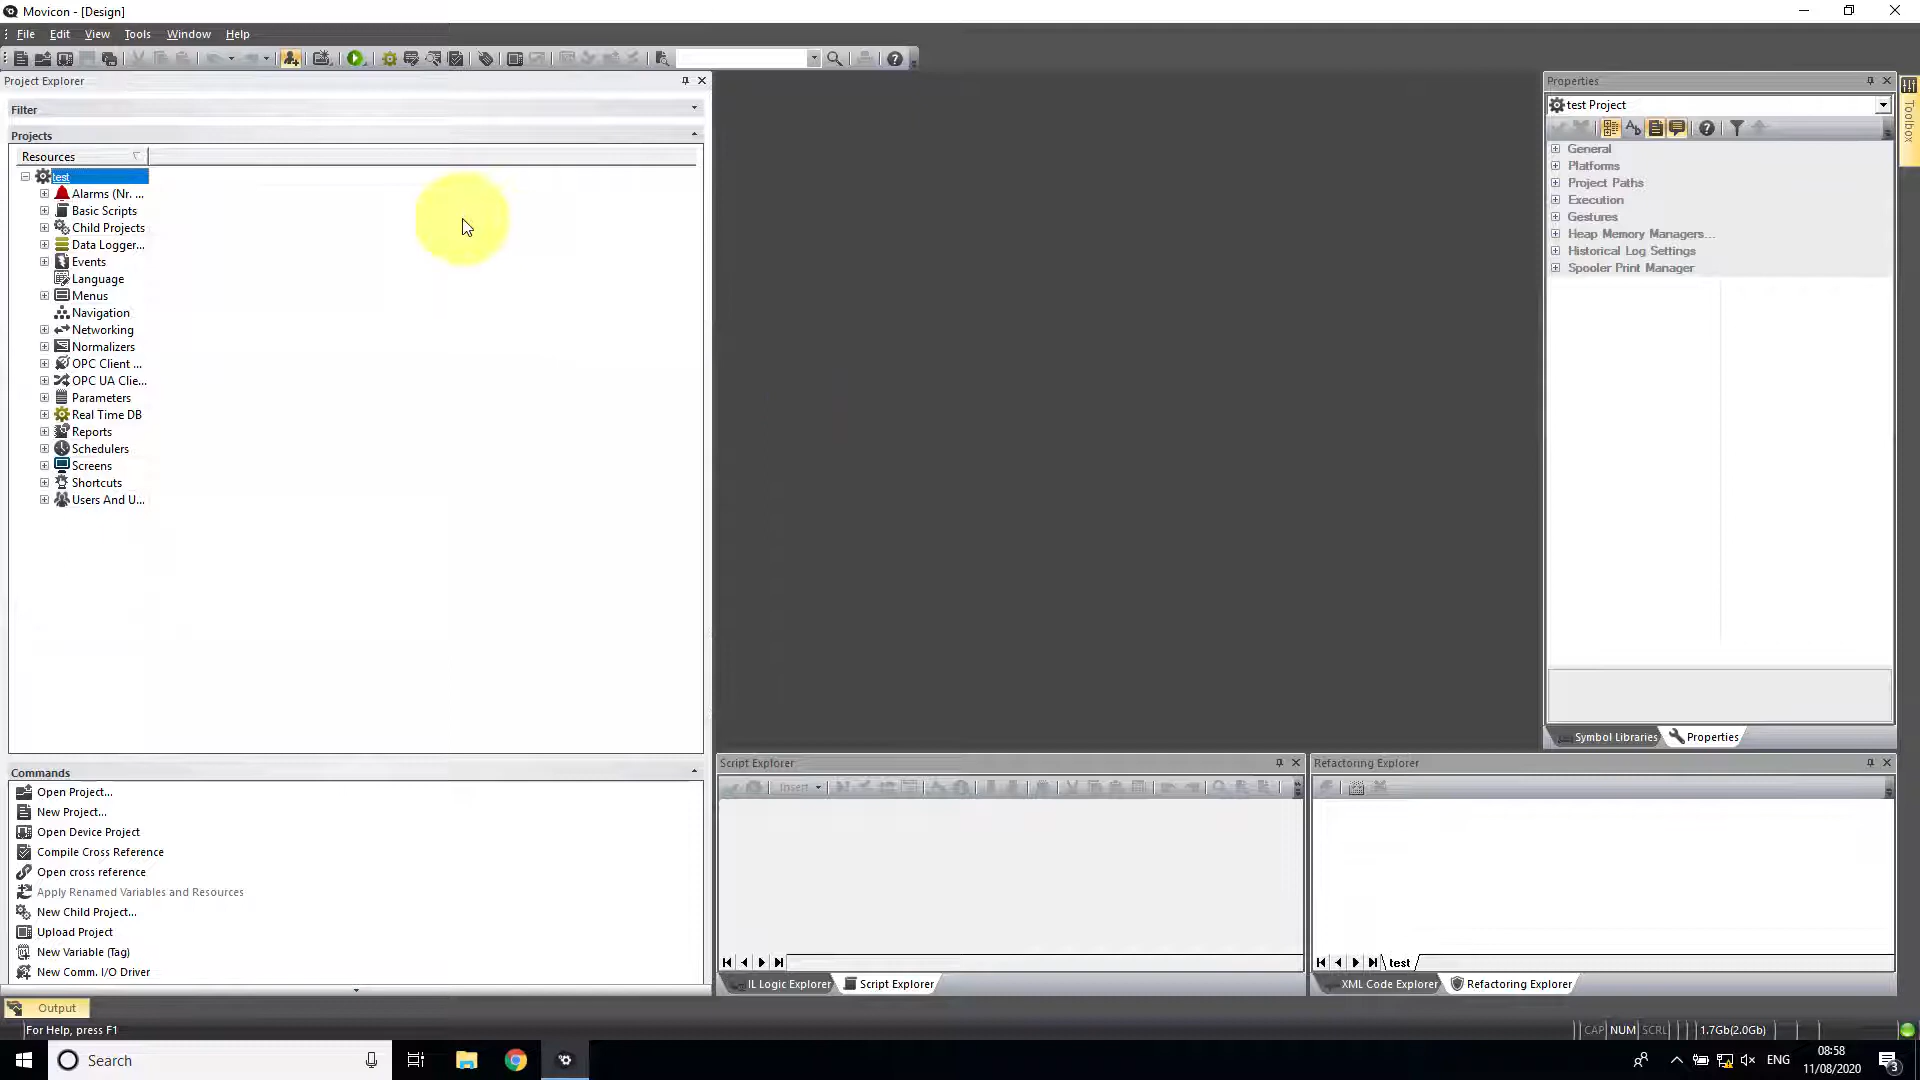 Movicon - [Design]
File Edit View Tools Window Help
Project Explorer
Filter
Projects
Resources
test
Alarms (Nr. ...
Basic Scripts
Child Projects
Data Logger...
Events
Language
Menus
Navigation
Networking
Normalizers
OPC Client ...
OPC UA Clie...
Parameters
Real Time DB
Reports
Schedulers
Screens
Shortcuts
Users And U...
Commands
Open Project...
New Project...
Open Device Project
Compile Cross Reference
Open cross reference
Apply Renamed Variables and Resources
New Child Project...
Upload Project
New Variable (Tag)
New Comm. I/O Driver
Script Explorer
Insert
IL Logic Explorer Script Explorer
Refactoring Explorer
test
XML Code Explorer Refactoring Explorer
Properties
test Project
General
Platforms
Project Paths
Execution
Gestures
Heap Memory Managers...
Historical Log Settings
Spooler Print Manager
Symbol Libraries Properties
Toolbox
Output
For Help, press F1
CAP NUM SCRL 1.7Gb(2.0Gb)
Search
ENG
08:58
11/08/2020
3